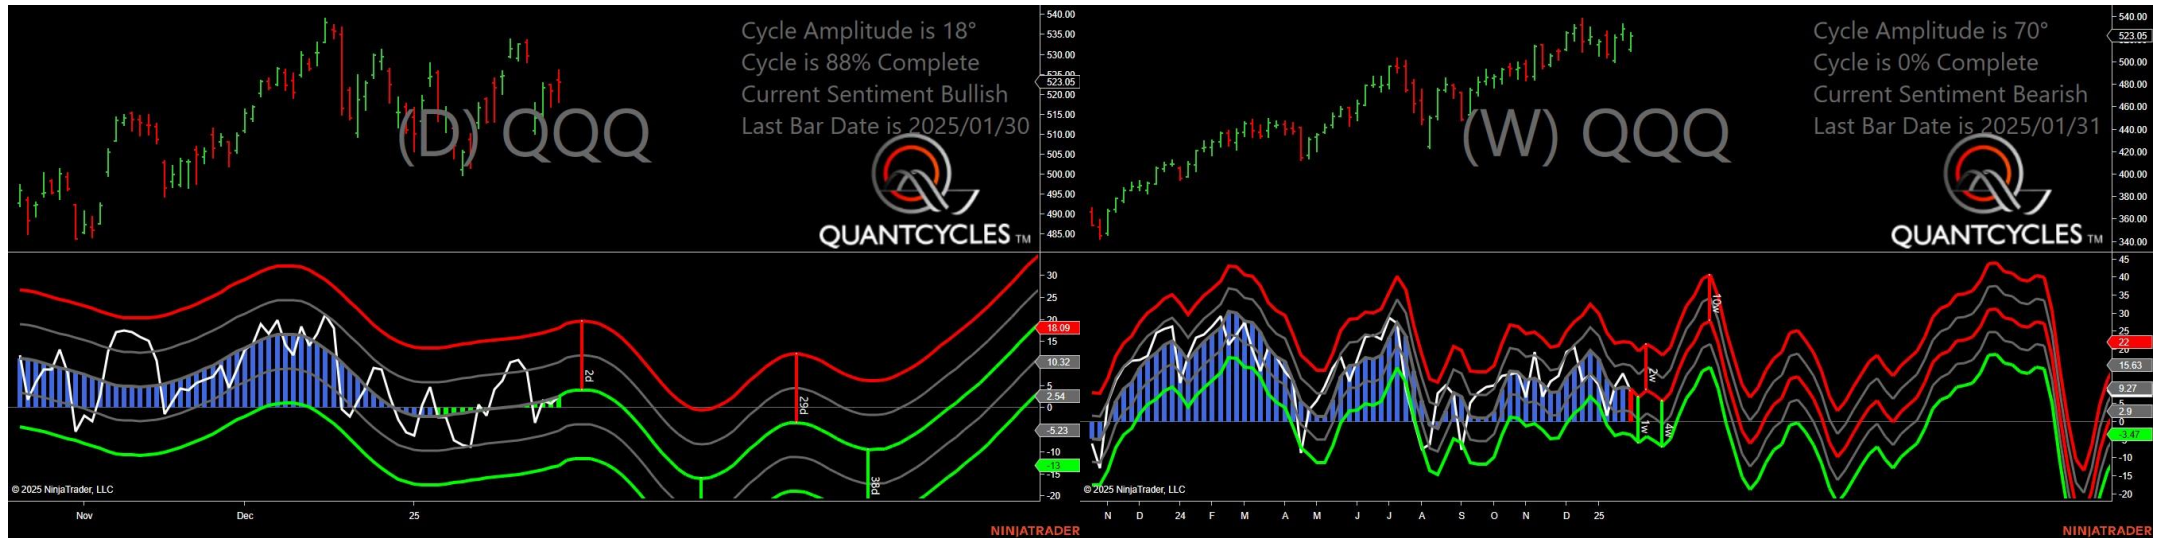 Cycle Amplitude is 18°
Cycle is 88% Complete
Current Sentiment Bullish
Last Bar Date is 2025/01/30
(D) QQQ
QUANTCYCLES TM
540.00
535.00
530.00
525.00
523.05
515.00
510.00
505.00
500.00
495.00
490.00
485.00
30
25
20
18.09
15
10.32
5
2.54
0
-5.23
-10
-13
-15
-20
2d
29d
38d
© 2025 NinjaTrader, LLC
Nov
Dec
25
NINJATRADER
Cycle Amplitude is 70°
Cycle is 0% Complete
Current Sentiment Bearish
Last Bar Date is 2025/01/31
(W) QQQ
QUANTCYCLES TM
540.00
523.05
500.00
480.00
460.00
440.00
420.00
400.00
380.00
360.00
340.00
45
40
35
30
25
22
20
15.63
9.27
5
2.9
0
-3.47
-10
-15
-20
10w
2w
1w
4w
© 2025 NinjaTrader, LLC
N
D
24
F
M
A
M
J
J
A
S
O
N
D
25
NINJATRADER